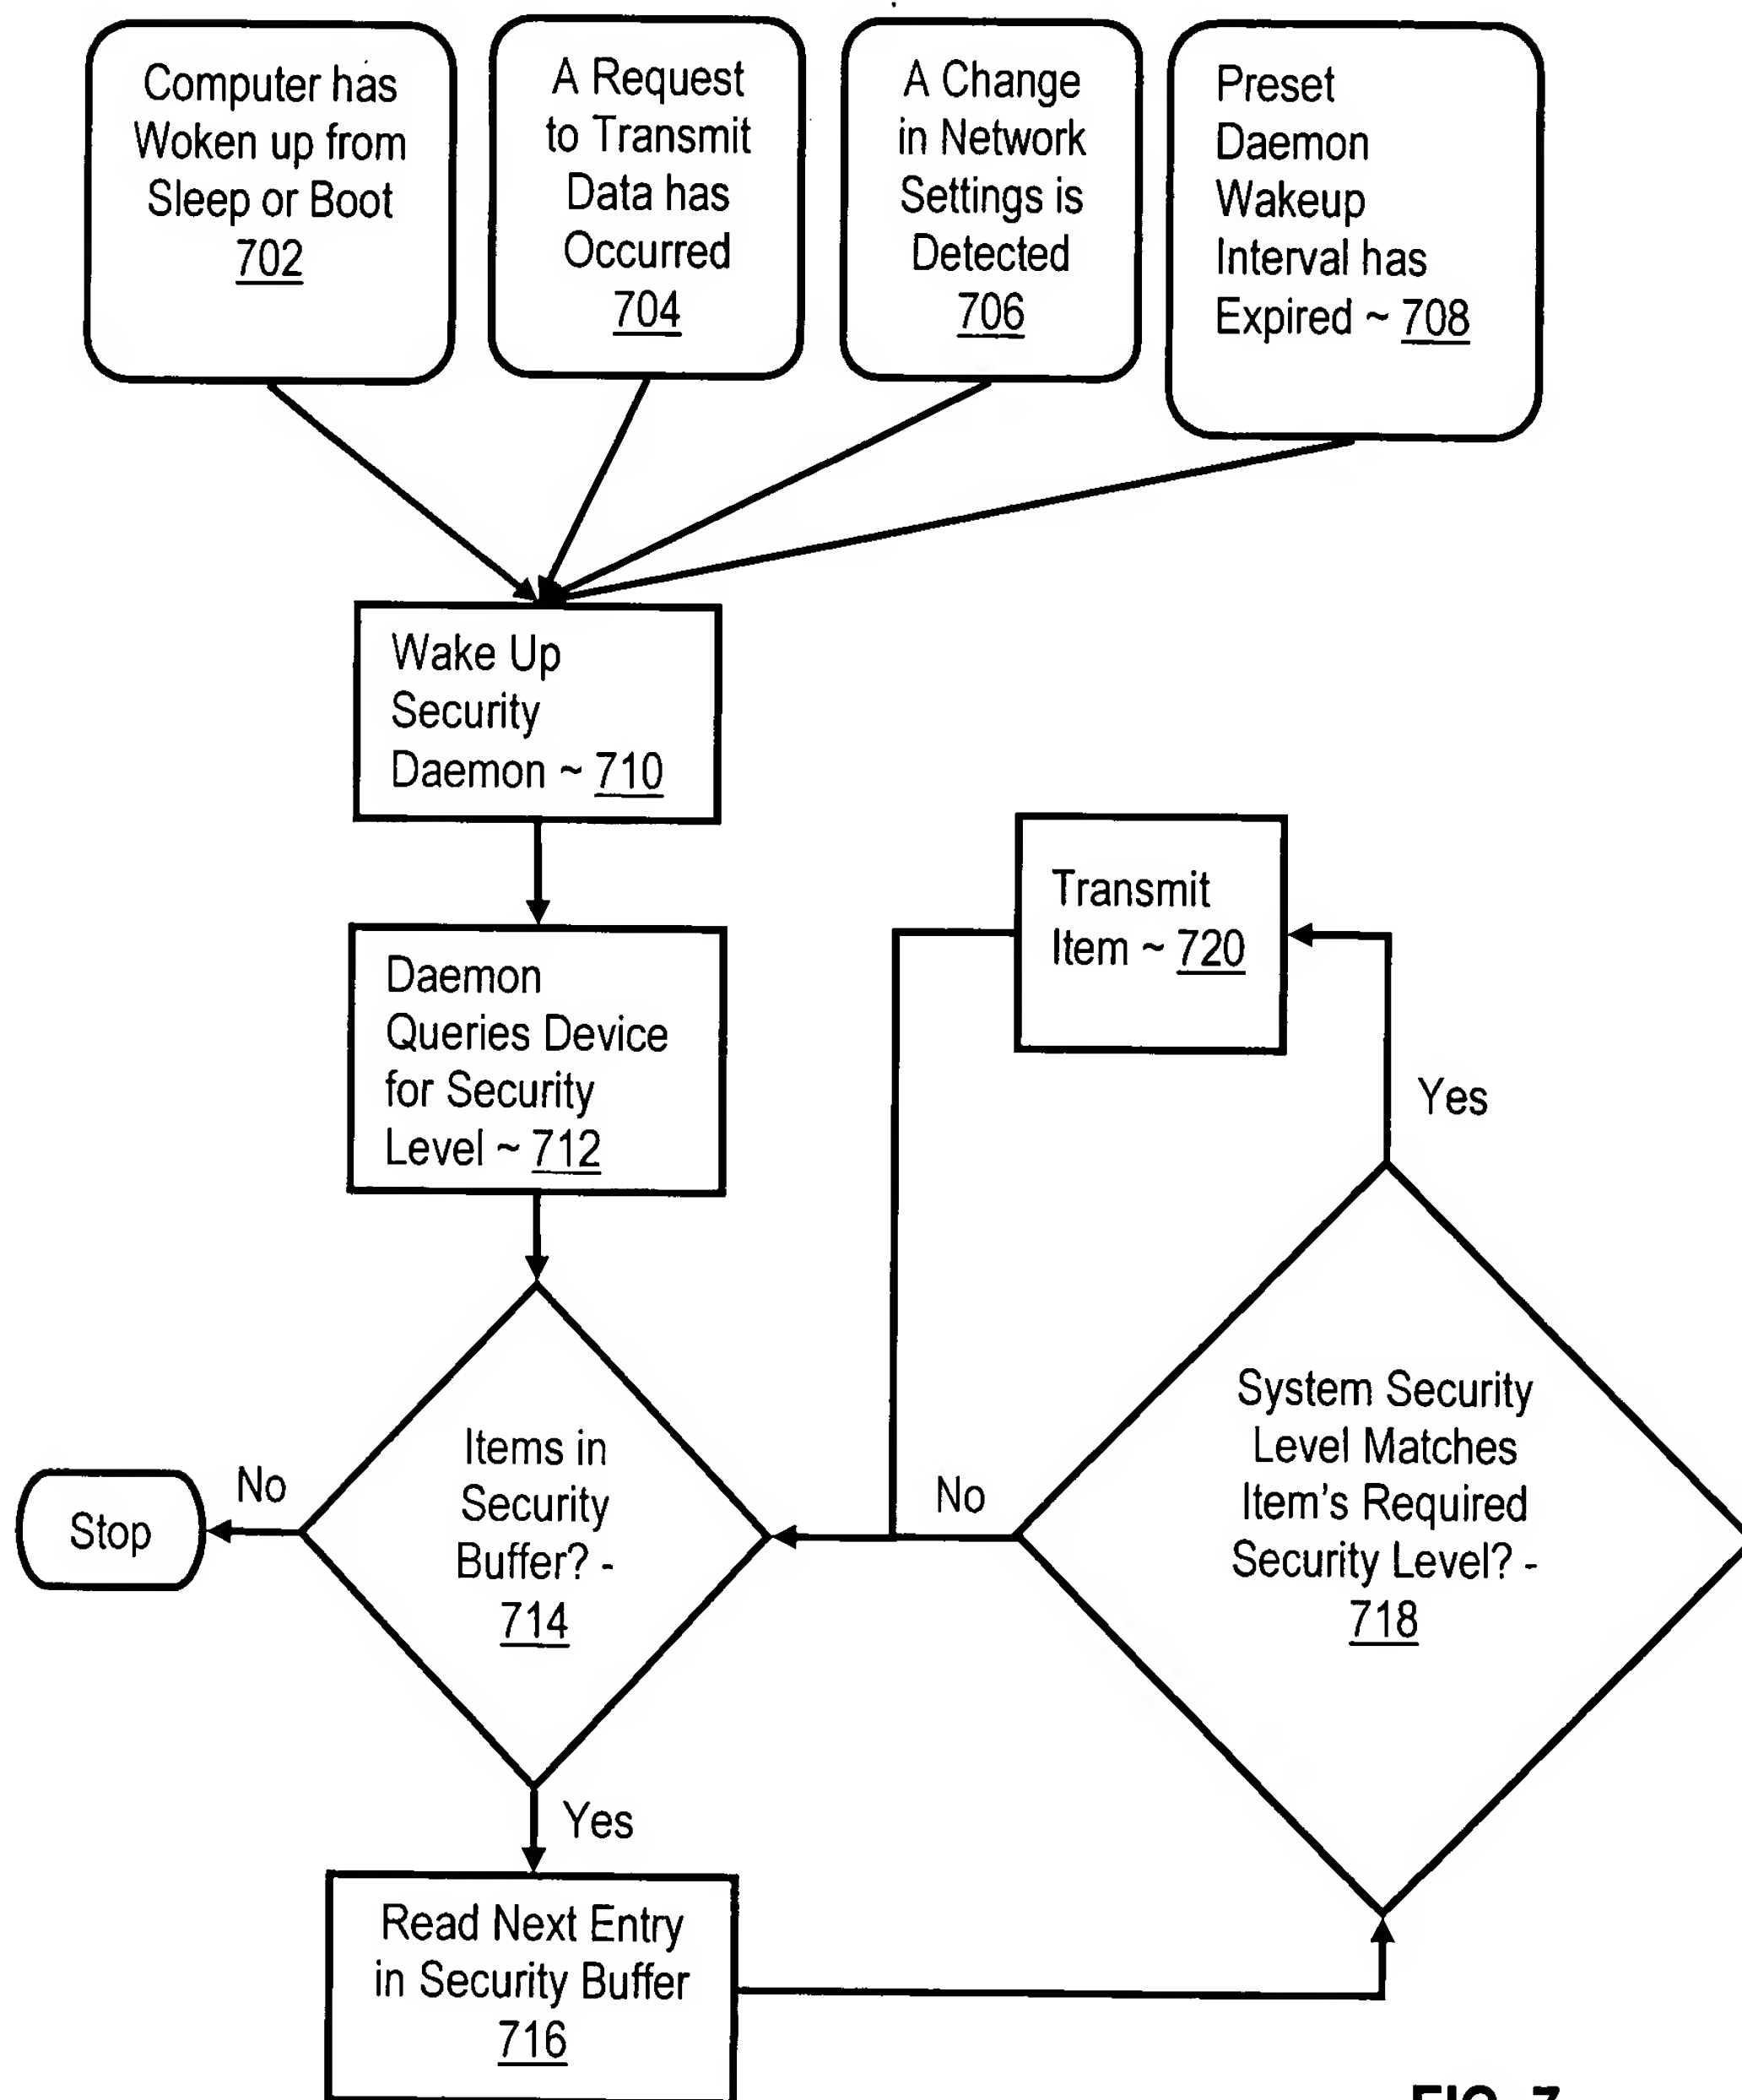 Computer has
Woken up from
Sleep or Boot
702
A Request
to Transmit
Data has
Occurred
704
A Change
in Network
Settings is
Detected
706
Preset
Daemon
Wakeup
Interval has
Expired ~ 708
Wake Up
Security
Daemon ~ 710
Transmit
Item ~ 720
Daemon
Queries Device
for Security
Level ~ 712
Yes
System Security
Level Matches
Item's Required
Security Level? -
718
No
Items in
Security
Buffer? -
714
No
Stop
Yes
Read Next Entry
in Security Buffer
716
FIG. 7